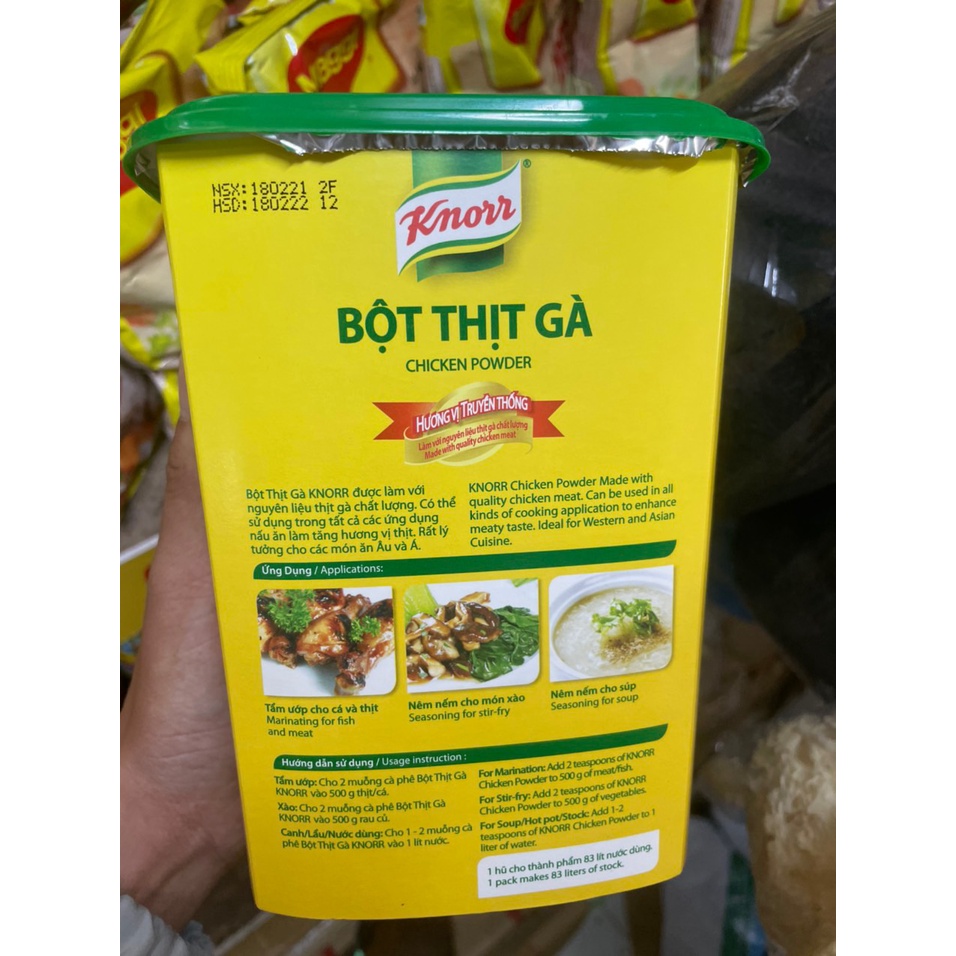 Maggi
NSX:180221 2F
HSD:180222 12
Knorr®
BỘT THỊT GÀ
CHICKEN POWDER
HƯƠNG VỊ TRUYỀN THỐNG
Làm với nguyên liệu thịt gà chất lượng
Made with quality chicken meat
Bột Thịt Gà KNORR được làm với
nguyên liệu thịt gà chất lượng. Có thể
sử dụng trong tất cả các ứng dụng
nấu ăn làm tăng hương vị thịt. Rất lý
tưởng cho các món ăn Âu và Á.
KNORR Chicken Powder Made with
quality chicken meat. Can be used in all
kinds of cooking application to enhance
meaty taste. Ideal for Western and Asian
Cuisine.
Ứng Dụng / Applications:
Tẩm ướp cho cá và thịt
Marinating for fish
and meat
Nêm nếm cho món xào
Seasoning for stir-fry
Nêm nếm cho súp
Seasoning for soup
Hướng dẫn sử dụng / Usage instruction :
Tẩm ướp: Cho 2 muỗng cà phê Bột Thịt Gà
KNORR vào 500 g thịt/cá.
Xào: Cho 2 muỗng cà phê Bột Thịt Gà
KNORR vào 500 g rau củ.
Canh/Lẩu/Nước dùng: Cho 1 - 2 muỗng cà
phê Bột Thịt Gà KNORR vào 1 lít nước.
For Marination: Add 2 teaspoons of KNORR
Chicken Powder to 500 g of meat/fish.
For Stir-fry: Add 2 teaspoons of KNORR
Chicken Powder to 500 g of vegetables.
For Soup/Hot pot/Stock: Add 1-2
teaspoons of KNORR Chicken Powder to 1
liter of water.
1 hũ cho thành phẩm 83 lít nước dùng.
1 pack makes 83 liters of stock.